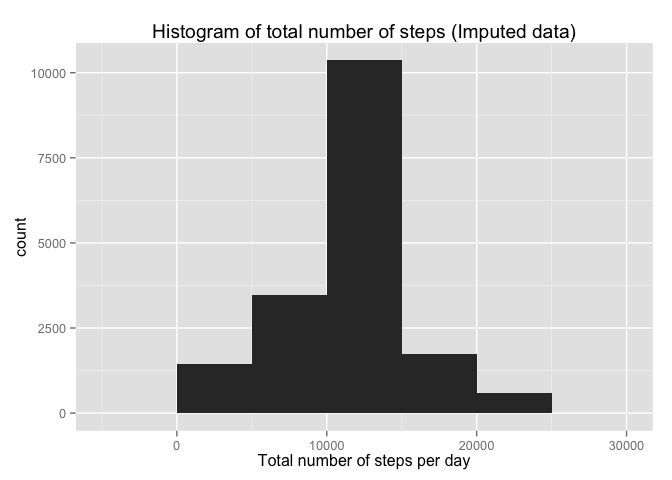 Histogram of total number of steps (Imputed data)
10000
7500
5000
2500
0
count
0 10000 20000 30000
Total number of steps per day